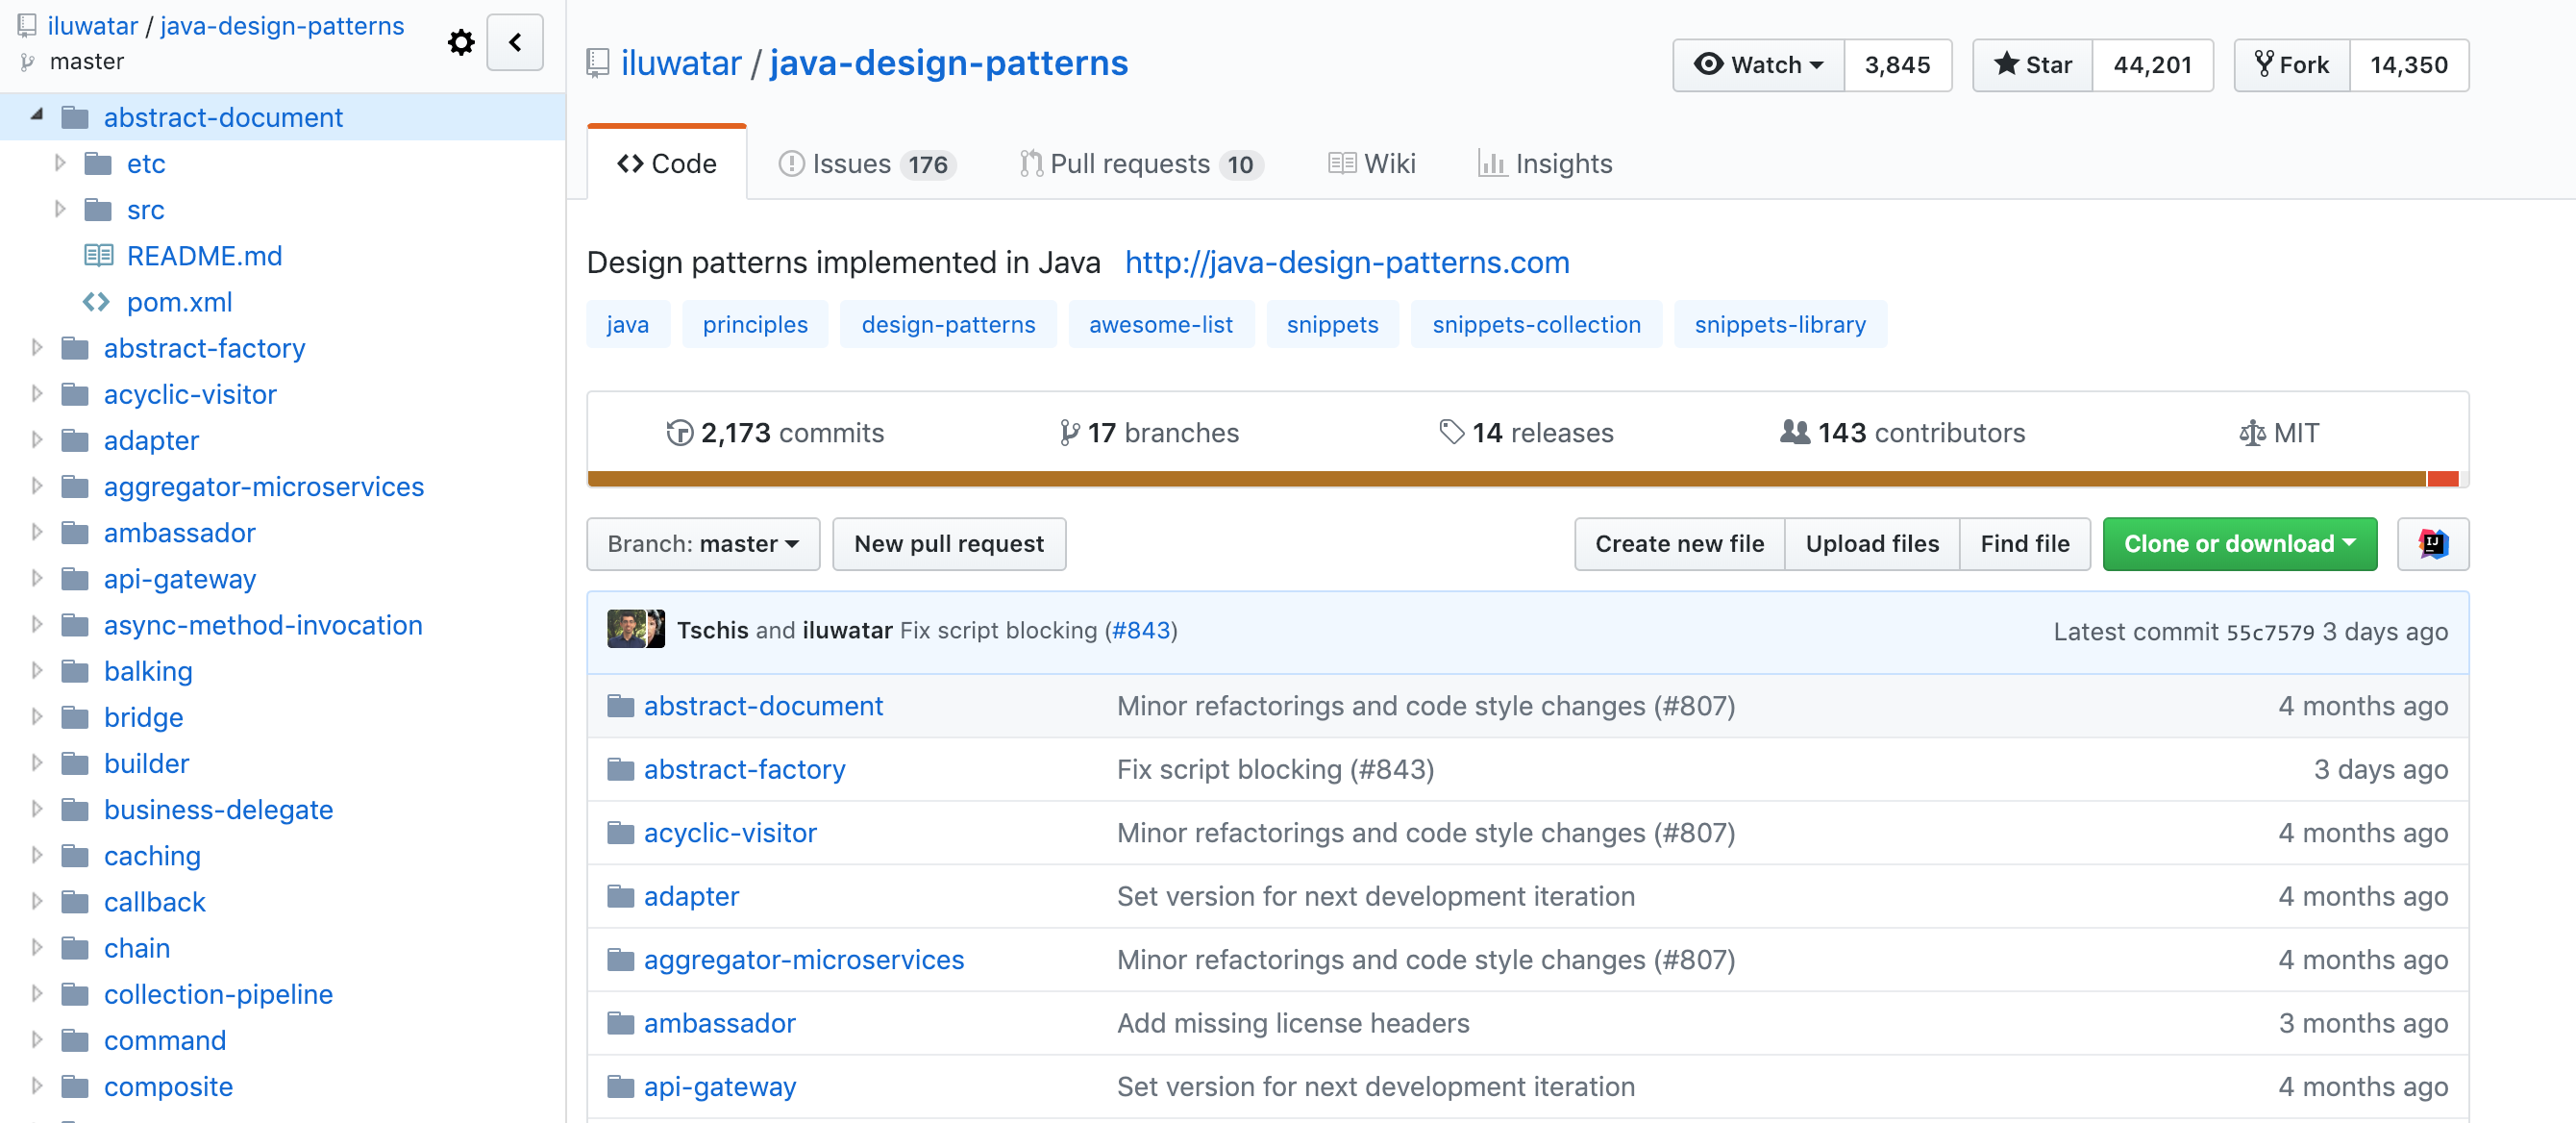 iluwatar / java-design-patterns
master
abstract-document
etc
src
README.md
pom.xml
abstract-factory
acyclic-visitor
adapter
aggregator-microservices
ambassador
api-gateway
async-method-invocation
balking
bridge
builder
business-delegate
caching
callback
chain
collection-pipeline
command
composite
iluwatar / java-design-patterns
Watch 3,845 Star 44,201 Fork 14,350
Code Issues 176 Pull requests 10 Wiki Insights
Design patterns implemented in Java http://java-design-patterns.com
java principles design-patterns awesome-list snippets snippets-collection snippets-library
2,173 commits 17 branches 14 releases 143 contributors MIT
Branch: master New pull request Create new file Upload files Find file Clone or download IJ
Tschis and iluwatar Fix script blocking (#843) Latest commit 55c7579 3 days ago
abstract-document Minor refactorings and code style changes (#807) 4 months ago
abstract-factory Fix script blocking (#843) 3 days ago
acyclic-visitor Minor refactorings and code style changes (#807) 4 months ago
adapter Set version for next development iteration 4 months ago
aggregator-microservices Minor refactorings and code style changes (#807) 4 months ago
ambassador Add missing license headers 3 months ago
api-gateway Set version for next development iteration 4 months ago